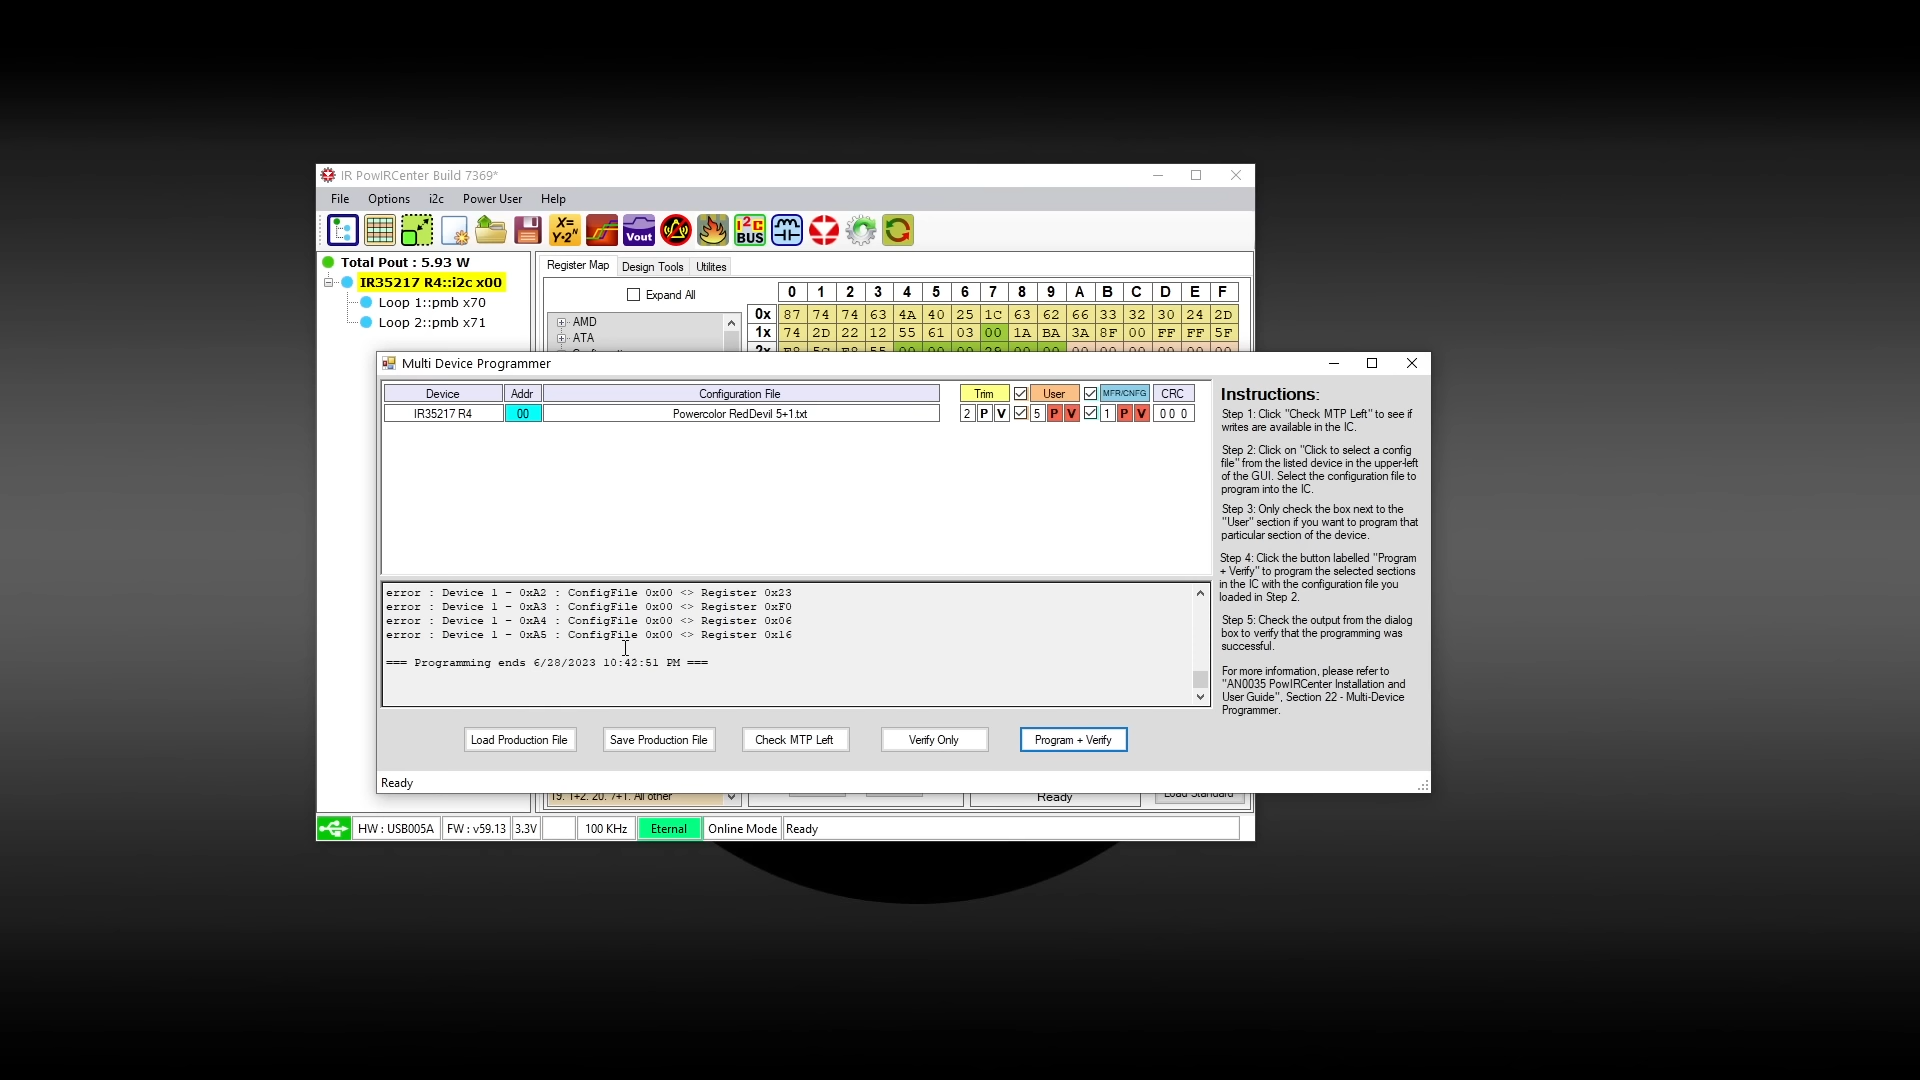 IR PowIRCenter Build 7369*
File Options i2c Power User Help
X= Y·2ᴺ Vout I²C BUS
Total Pout : 5.93 W
IR35217 R4::i2c x00
Loop 1::pmb x70
Loop 2::pmb x71
Register Map Design Tools Utilites
Expand All
AMD
ATA
0 1 2 3 4 5 6 7 8 9 A B C D E F
0x 87 74 74 63 4A 40 25 1C 63 62 66 33 32 30 24 2D
1x 74 2D 22 12 55 61 03 00 1A BA 3A 8F 00 FF FF 5F
Multi Device Programmer
Device Addr Configuration File Trim User MFR/CNFG CRC
IR35217 R4 00 Powercolor RedDevil 5+1.txt 2 P V 5 P V 1 P V 0 0 0
error : Device 1 - 0xA2 : ConfigFile 0x00 <> Register 0x23
error : Device 1 - 0xA3 : ConfigFile 0x00 <> Register 0xF0
error : Device 1 - 0xA4 : ConfigFile 0x00 <> Register 0x06
error : Device 1 - 0xA5 : ConfigFile 0x00 <> Register 0x16
=== Programming ends 6/28/2023 10:42:51 PM ===
Load Production File Save Production File Check MTP Left Verify Only Program + Verify
Ready
Instructions:
Step 1: Click "Check MTP Left" to see if
writes are available in the IC.
Step 2: Click on "Click to select a config
file" from the listed device in the upper-left
of the GUI. Select the configuration file to
program into the IC.
Step 3: Only check the box next to the
"User" section if you want to program that
particular section of the device.
Step 4: Click the button labelled "Program
+ Verify" to program the selected sections
in the IC with the configuration file you
loaded in Step 2.
Step 5: Check the output from the dialog
box to verify that the programming was
successful.
For more information, please refer to
"AN0035 PowIRCenter Installation and
User Guide", Section 22 - Multi-Device
Programmer.
19. 1+2. 20. 7+1. All other
Ready
Load Standard
HW : USB005A FW : v59.13 3.3V 100 KHz Eternal Online Mode Ready